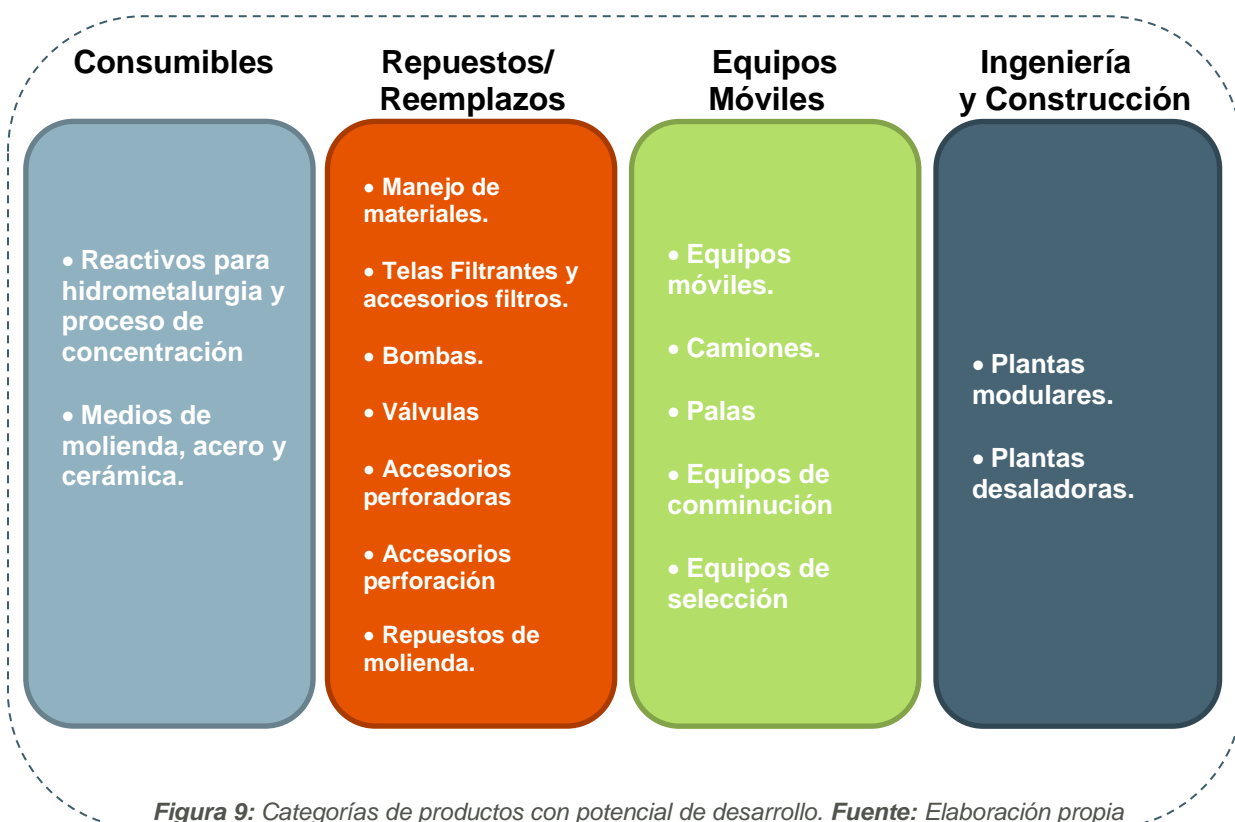 Consumibles
Repuestos/
Reemplazos
Equipos
Móviles
Ingeniería
y Construcción
• Reactivos para
hidrometalurgia y
proceso de
concentración
• Medios de
molienda, acero y
cerámica.
• Manejo de
materiales.
• Telas Filtrantes y
accesorios filtros.
• Bombas.
• Válvulas
• Accesorios
perforadoras
• Accesorios
perforación
• Repuestos de
molienda.
• Equipos
móviles.
• Camiones.
• Palas
• Equipos de
conminución
• Equipos de
selección
• Plantas
modulares.
• Plantas
desaladoras.
Figura 9: Categorías de productos con potencial de desarrollo. Fuente: Elaboración propia